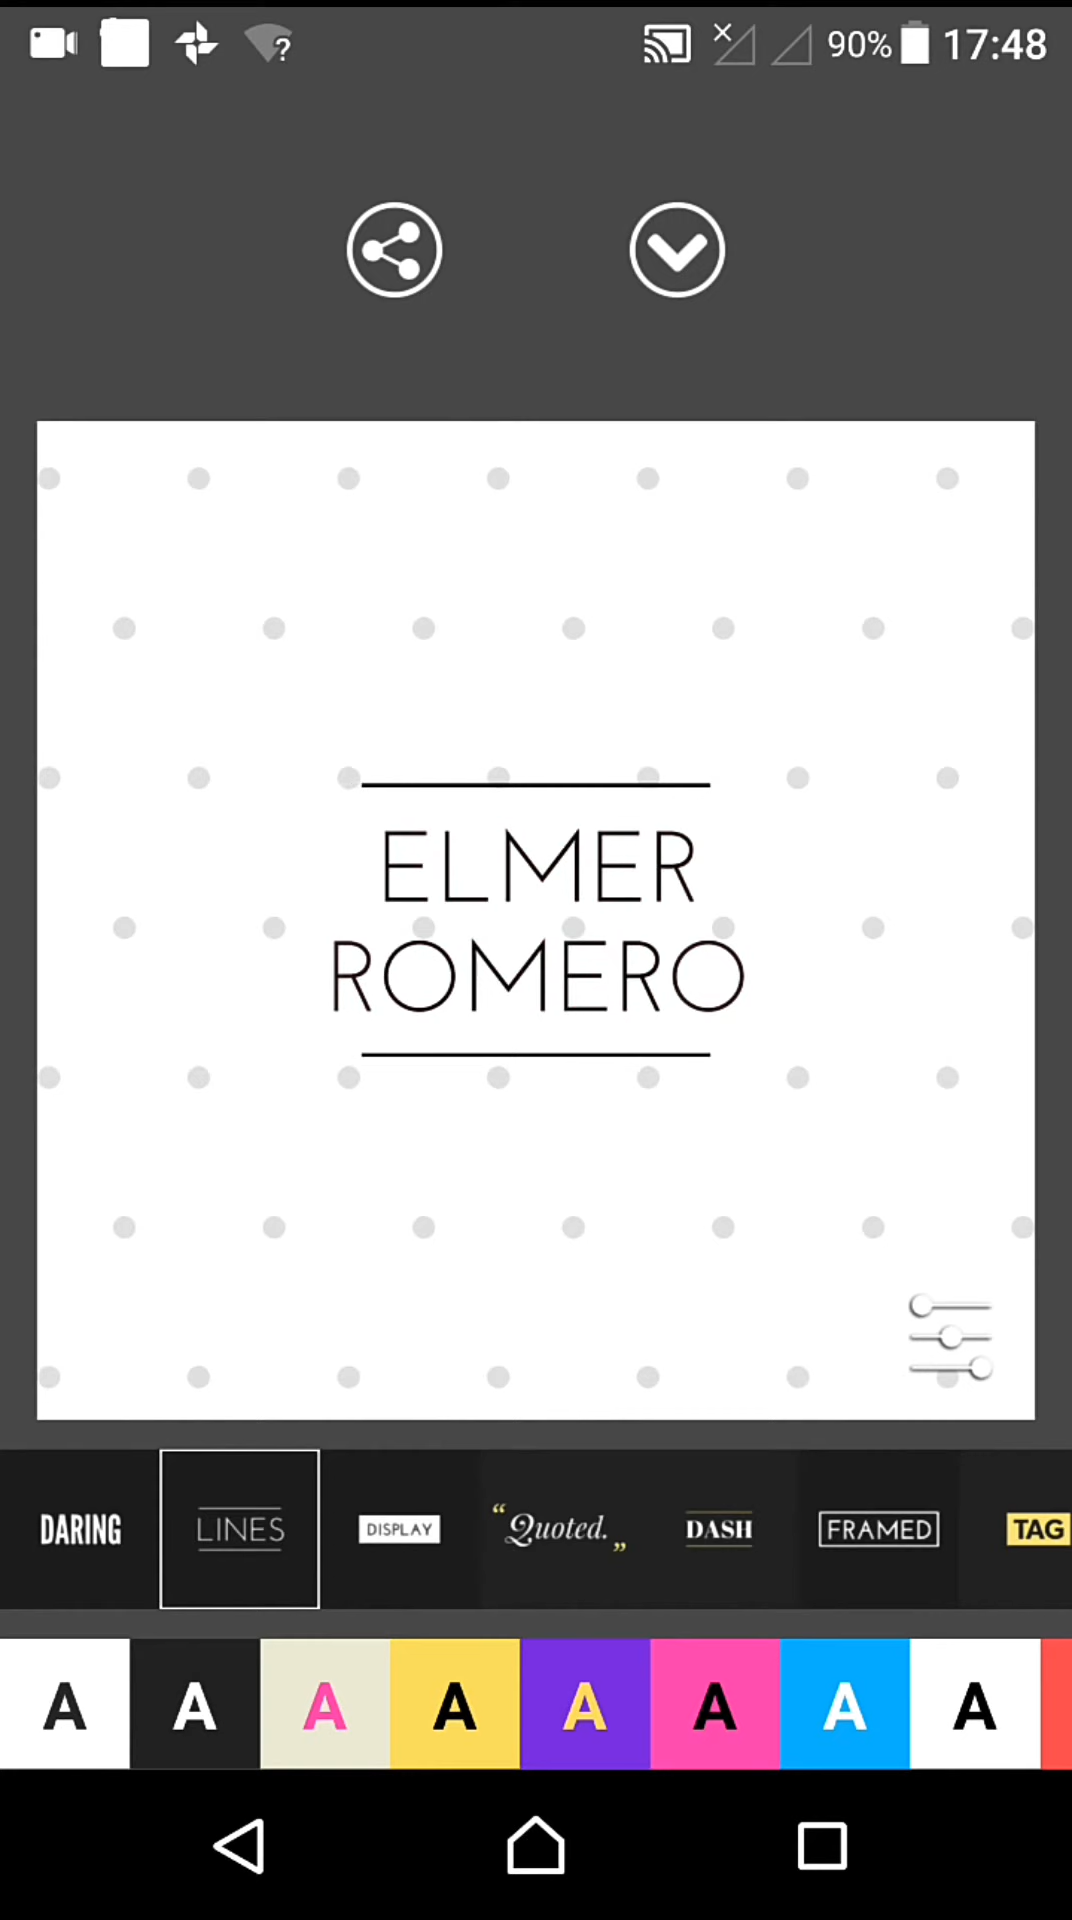 90% 17:48
ELMER
ROMERO
DARING LINES DISPLAY “Quoted.„ DASH FRAMED TAG
A A A A A A A A